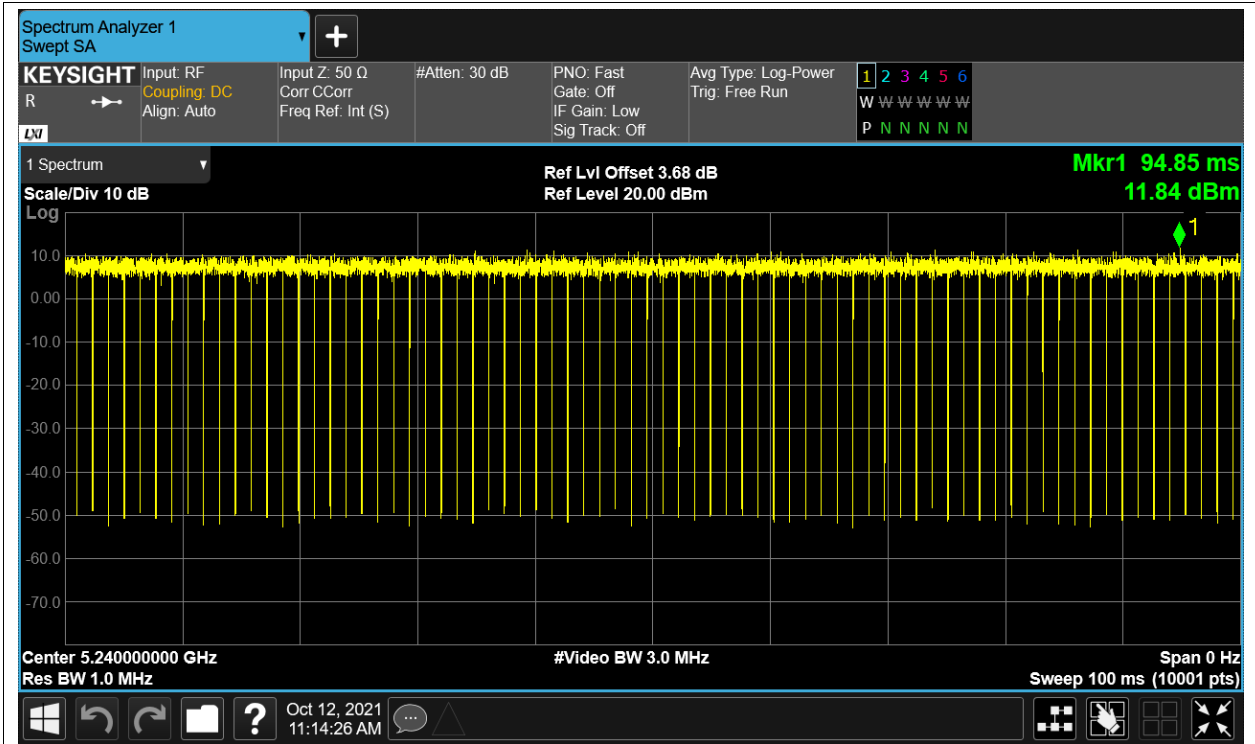 Spectrum Analyzer 1
Swept SA
+
KEYSIGHT
R
LXI
Input: RF
Coupling: DC
Align: Auto
Input Z: 50 Ω
Corr CCorr
Freq Ref: Int (S)
#Atten: 30 dB
PNO: Fast
Gate: Off
IF Gain: Low
Sig Track: Off
Avg Type: Log-Power
Trig: Free Run
1 2 3 4 5 6
W W W W W W
P N N N N N
1 Spectrum
Scale/Div 10 dB
Log
Ref Lvl Offset 3.68 dB
Ref Level 20.00 dBm
Mkr1 94.85 ms
11.84 dBm
1
10.0
0.00
-10.0
-20.0
-30.0
-40.0
-50.0
-60.0
-70.0
Center 5.240000000 GHz
Res BW 1.0 MHz
#Video BW 3.0 MHz
Span 0 Hz
Sweep 100 ms (10001 pts)
?
Oct 12, 2021
11:14:26 AM